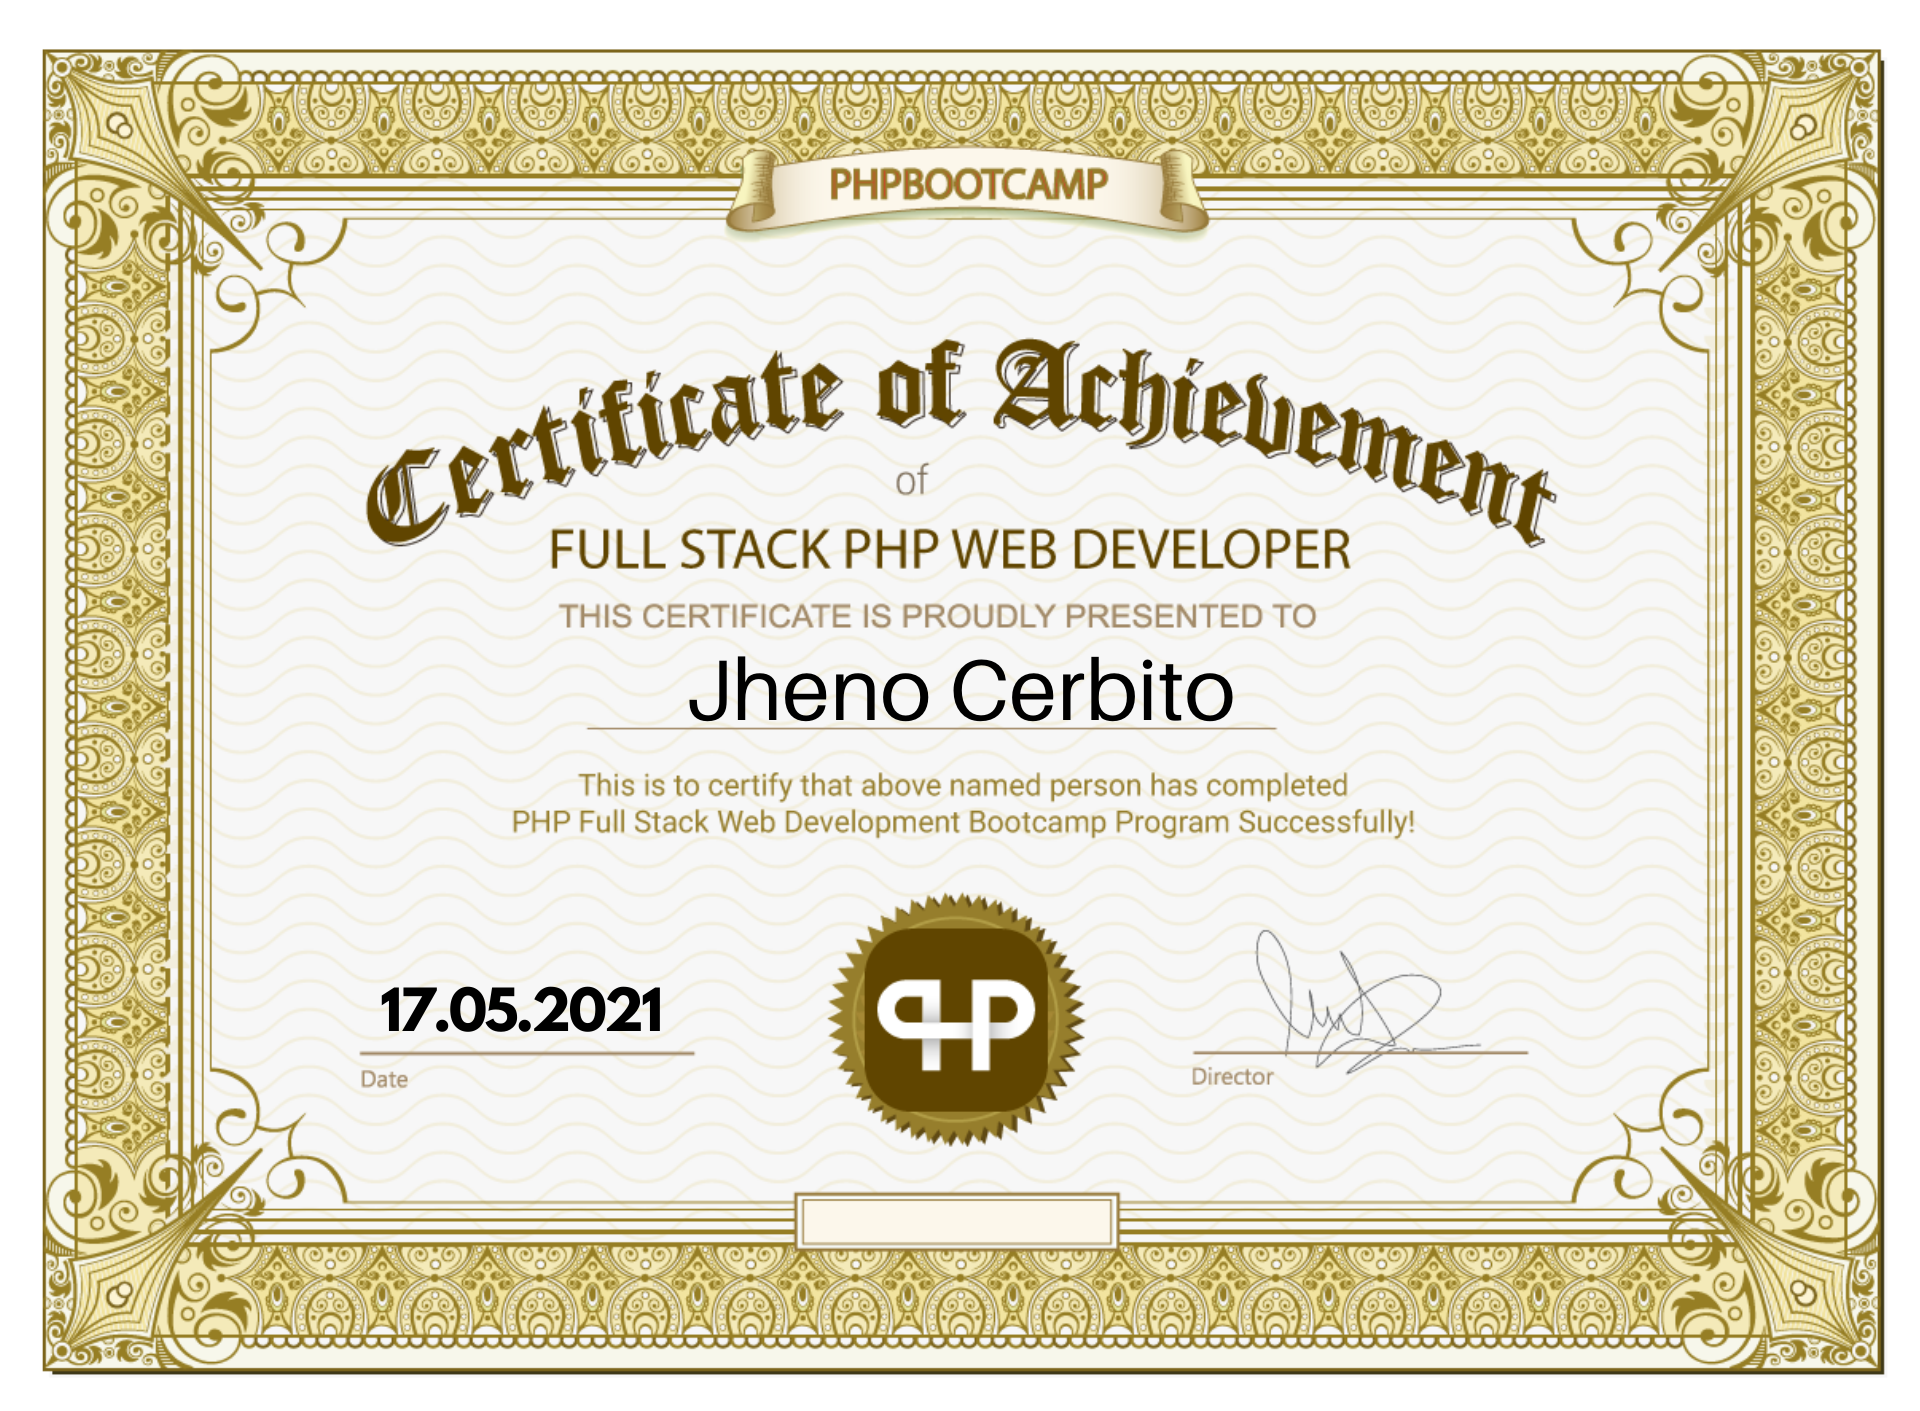 PHPBOOTCAMP
Certificate of Achievement
of
FULL STACK PHP WEB DEVELOPER
THIS CERTIFICATE IS PROUDLY PRESENTED TO
Jheno Cerbito
This is to certify that above named person has completed
PHP Full Stack Web Development Bootcamp Program Successfully!
17.05.2021
Date
PHP
Director